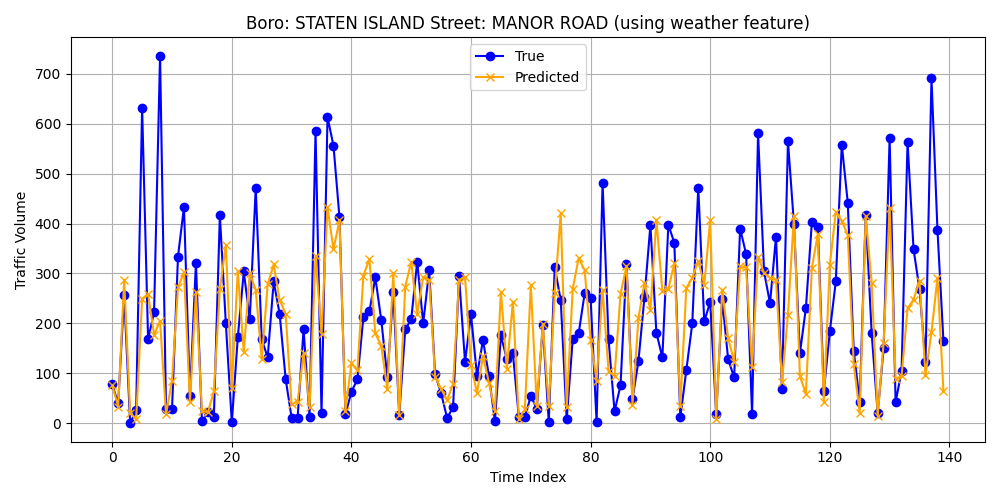 Boro: STATEN ISLAND Street: MANOR ROAD (using weather feature)
True
Predicted
Traffic Volume
700
600
500
400
300
200
100
0
0 20 40 60 80 100 120 140
Time Index